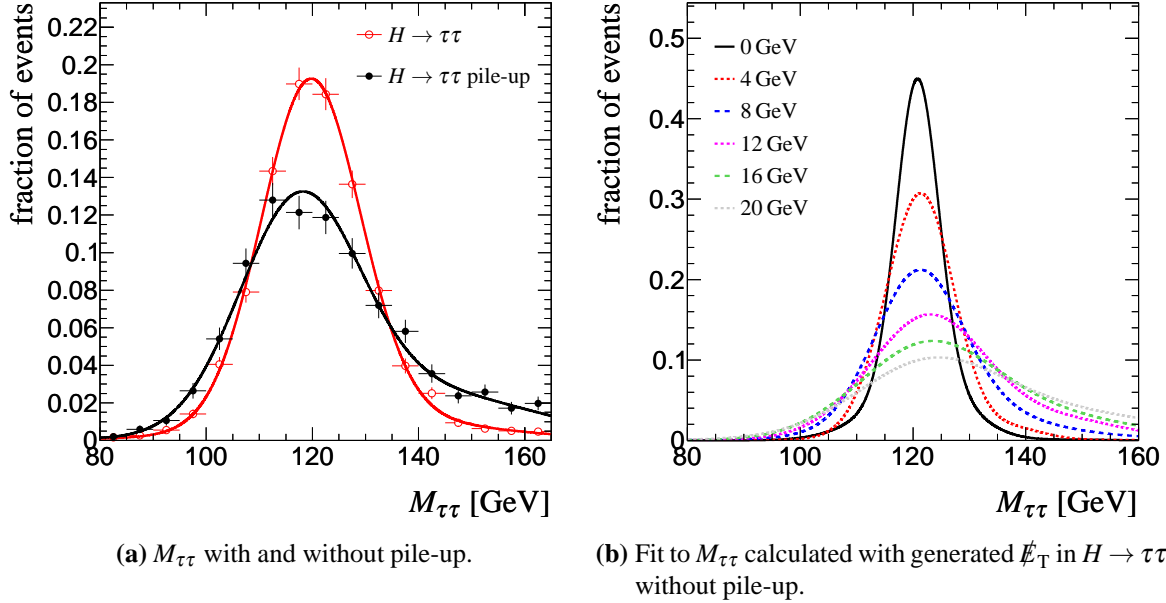 fraction of events
0.22
0.2
0.18
0.16
0.14
0.12
0.1
0.08
0.06
0.04
0.02
0
80 100 120 140 160
M_ττ [GeV]
H → ττ
H → ττ pile-up
(a) M_ττ with and without pile-up.
fraction of events
0.5
0.4
0.3
0.2
0.1
0
80 100 120 140 160
M_ττ [GeV]
0 GeV
4 GeV
8 GeV
12 GeV
16 GeV
20 GeV
(b) Fit to M_ττ calculated with generated E̸_T in H → ττ
without pile-up.